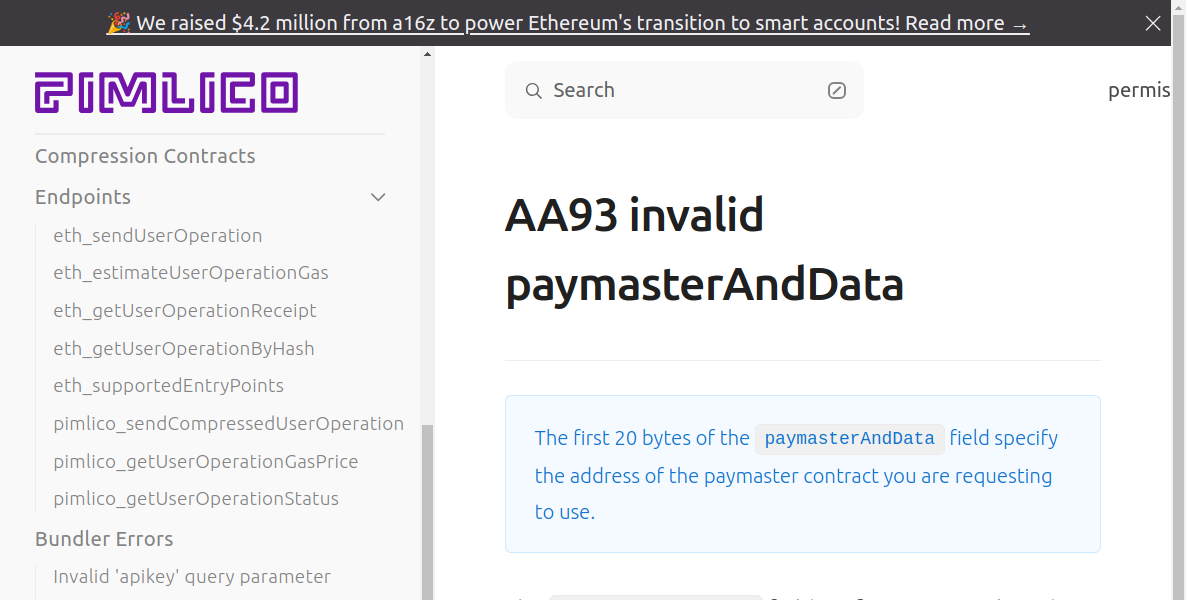 🎉 We raised $4.2 million from a16z to power Ethereum's transition to smart accounts! Read more →
PIMLICO
Search
permis
Compression Contracts
Endpoints
eth_sendUserOperation
eth_estimateUserOperationGas
eth_getUserOperationReceipt
eth_getUserOperationByHash
eth_supportedEntryPoints
pimlico_sendCompressedUserOperation
pimlico_getUserOperationGasPrice
pimlico_getUserOperationStatus
Bundler Errors
Invalid 'apikey' query parameter
AA93 invalid
paymasterAndData
The first 20 bytes of the paymasterAndData field specify
the address of the paymaster contract you are requesting
to use.